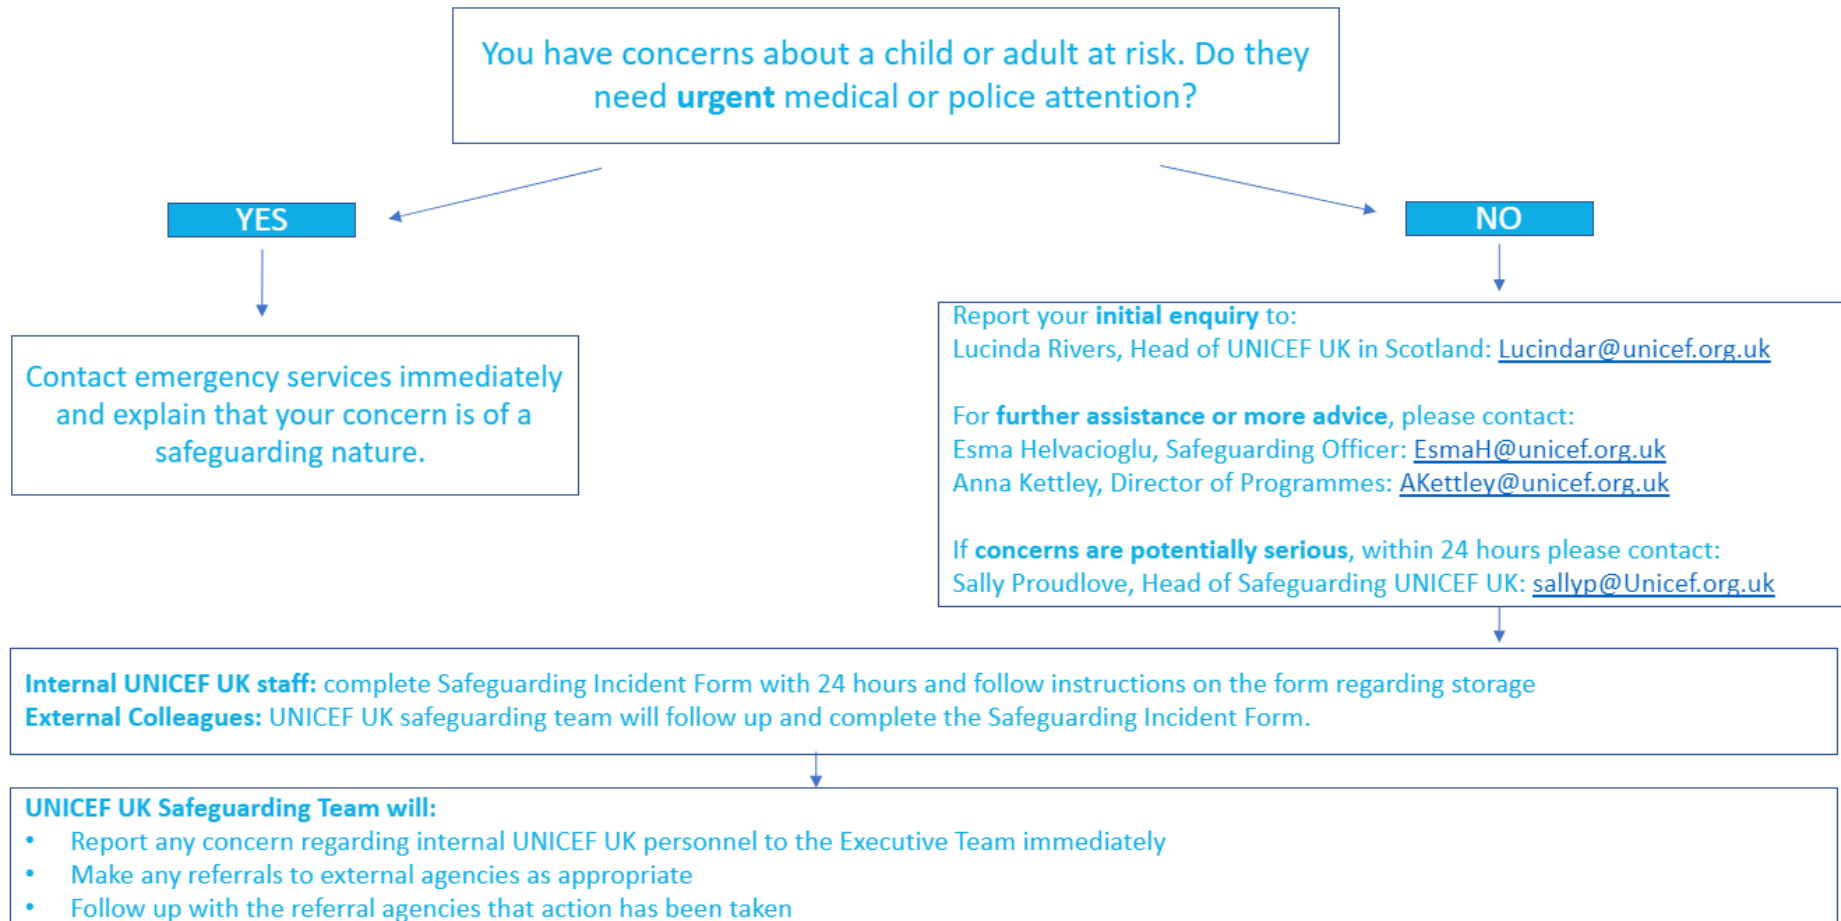 You have concerns about a child or adult at risk. Do they
need urgent medical or police attention?
YES
NO
Contact emergency services immediately
and explain that your concern is of a
safeguarding nature.
Report your initial enquiry to:
Lucinda Rivers, Head of UNICEF UK in Scotland: Lucindar@unicef.org.uk
For further assistance or more advice, please contact:
Esma Helvacioglu, Safeguarding Officer: EsmaH@unicef.org.uk
Anna Kettley, Director of Programmes: AKettley@unicef.org.uk
If concerns are potentially serious, within 24 hours please contact:
Sally Proudlove, Head of Safeguarding UNICEF UK: sallyp@Unicef.org.uk
Internal UNICEF UK staff: complete Safeguarding Incident Form with 24 hours and follow instructions on the form regarding storage
External Colleagues: UNICEF UK safeguarding team will follow up and complete the Safeguarding Incident Form.
UNICEF UK Safeguarding Team will:
• Report any concern regarding internal UNICEF UK personnel to the Executive Team immediately
• Make any referrals to external agencies as appropriate
• Follow up with the referral agencies that action has been taken